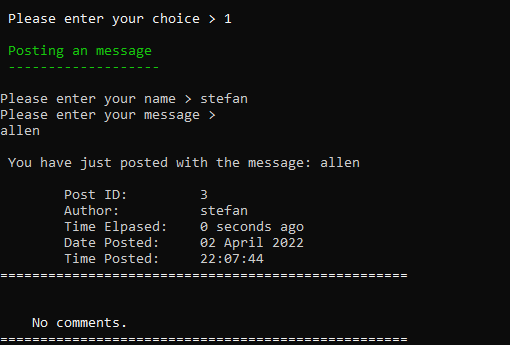 Please enter your choice > 1
Posting an message
-------------------
Please enter your name > stefan
Please enter your message >
allen
You have just posted with the message: allen
Post ID: 3
Author: stefan
Time Elpased: 0 seconds ago
Date Posted: 02 April 2022
Time Posted: 22:07:44
===================================================
No comments.
===================================================